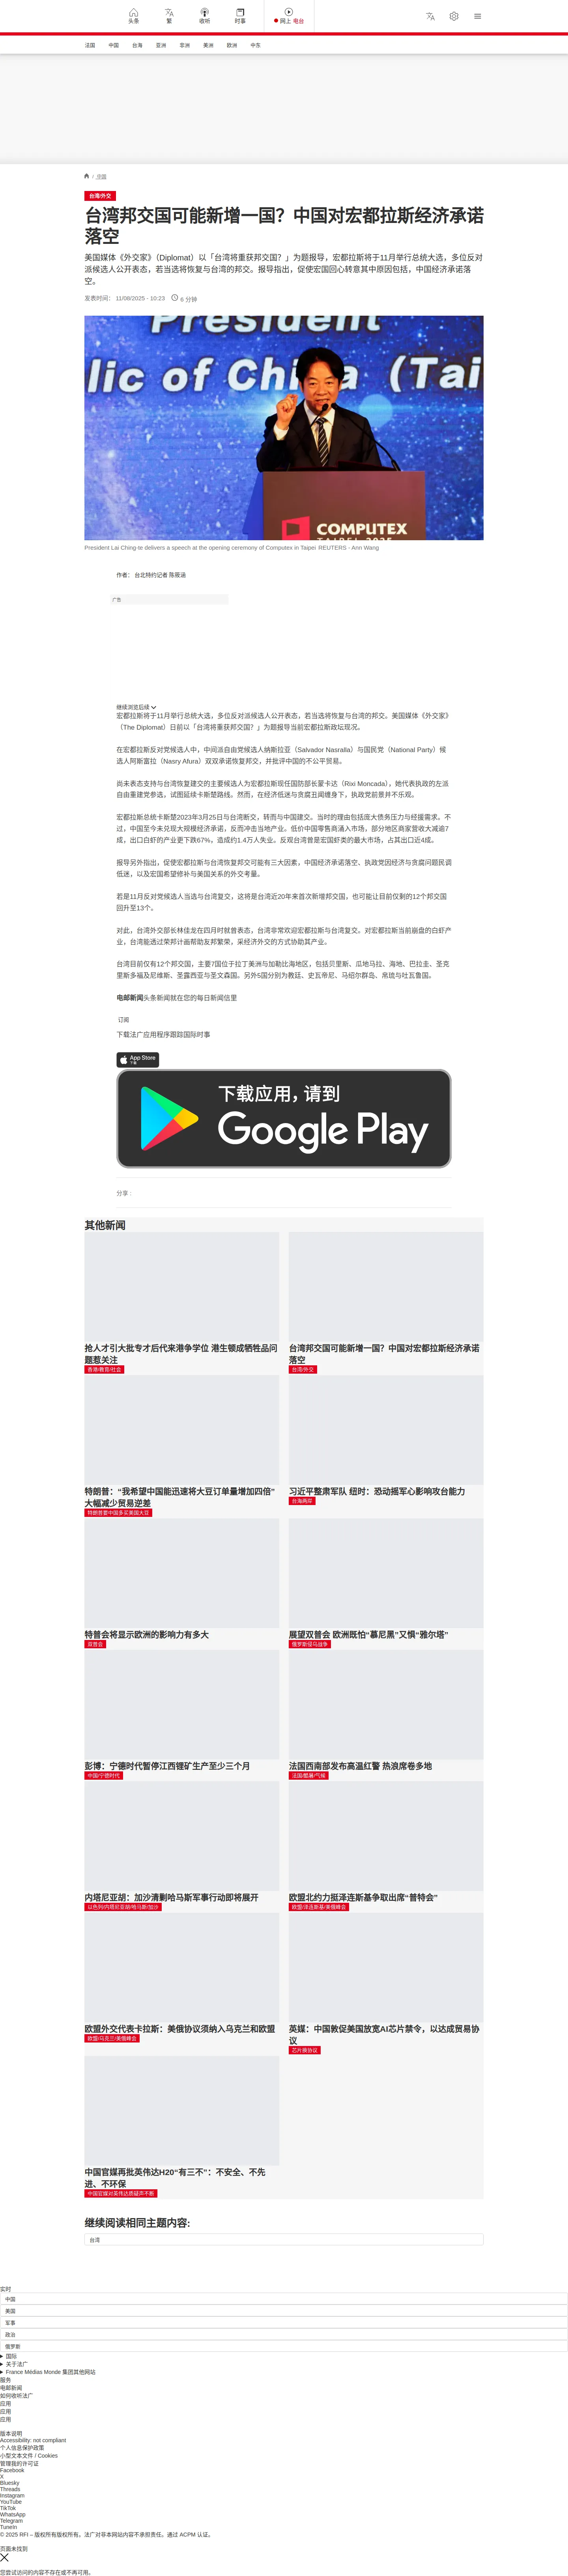 头条
繁
收听
时事
网上 电台
法国
中国
台海
亚洲
非洲
美洲
欧洲
中东
/ 中国
台湾/外交
台湾邦交国可能新增一国？中国对宏都拉斯经济承诺
落空
美国媒体《外交家》（Diplomat）以「台湾将重获邦交国？」为题报导，宏都拉斯将于11月举行总统大选，多位反对
派候选人公开表态，若当选将恢复与台湾的邦交。报导指出，促使宏国回心转意其中原因包括，中国经济承诺落
空。
发表时间： 11/08/2025 - 10:23
6 分钟
President Lai Ching-te delivers a speech at the opening ceremony of Computex in Taipei REUTERS - Ann Wang
作者： 台北特约记者 陈筱涵
广告
继续浏览后续
宏都拉斯将于11月举行总统大选，多位反对派候选人公开表态，若当选将恢复与台湾的邦交。美国媒体《外交家》
（The Diplomat）日前以「台湾将重获邦交国？」为题报导当前宏都拉斯政坛现况。
在宏都拉斯反对党候选人中，中间派自由党候选人纳斯拉亚（Salvador Nasralla）与国民党（National Party）候
选人阿斯富拉（Nasry Afura）双双承诺恢复邦交，并批评中国的不公平贸易。
尚未表态支持与台湾恢复建交的主要候选人为宏都拉斯现任国防部长蒙卡达（Rixi Moncada），她代表执政的左派
自由重建党参选，试图延续卡斯楚路线。然而，在经济低迷与贪腐丑闻缠身下，执政党前景并不乐观。
宏都拉斯总统卡斯楚2023年3月25日与台湾断交，转而与中国建交。当时的理由包括庞大债务压力与经援需求。不
过，中国至今未兑现大规模经济承诺，反而冲击当地产业。低价中国零售商涌入市场，部分地区商家营收大减逾7
成，出口白虾的产业更下跌67%。造成约1.4万人失业。反观台湾曾是宏国虾类的最大市场，占其出口近4成。
报导另外指出，促使宏都拉斯与台湾恢复邦交可能有三大因素，中国经济承诺落空、执政党因经济与贪腐问题民调
低迷，以及宏国希望修补与美国关系的外交考量。
若是11月反对党候选人当选与台湾复交，这将是台湾近20年来首次新增邦交国，也可能让目前仅剩的12个邦交国
回升至13个。
对此，台湾外交部长林佳龙在四月时就曾表态，台湾非常欢迎宏都拉斯与台湾复交。对宏都拉斯当前崩盘的白虾产
业，台湾能透过荣邦计画帮助友邦繁荣，采经济外交的方式协助其产业。
台湾目前仅有12个邦交国，主要7国位于拉丁美洲与加勒比海地区，包括贝里斯、瓜地马拉、海地、巴拉圭、圣克
里斯多福及尼维斯、圣露西亚与圣文森国。另外5国分别为教廷、史瓦帝尼、马绍尔群岛、帛琉与吐瓦鲁国。
电邮新闻头条新闻就在您的每日新闻信里
订阅
下载法广应用程序跟踪国际时事
App Store
下载
下载应用，请到
Google Play
分享 :
其他新闻
抢人才引大批专才后代来港争学位 港生顿成牺牲品问
题惹关注
香港/教育/社会
台湾邦交国可能新增一国？中国对宏都拉斯经济承诺
落空
台湾/外交
特朗普：“我希望中国能迅速将大豆订单量增加四倍”
大幅减少贸易逆差
特朗普要中国多买美国大豆
习近平整肃军队 纽时：恐动摇军心影响攻台能力
台海两岸
特普会将显示欧洲的影响力有多大
双普会
展望双普会 欧洲既怕“慕尼黑”又惧“雅尔塔”
俄罗斯侵乌战争
彭博：宁德时代暂停江西锂矿生产至少三个月
中国/宁德时代
法国西南部发布高温红警 热浪席卷多地
法国/酷暑/气候
内塔尼亚胡：加沙清剿哈马斯军事行动即将展开
以色列/内塔尼亚胡/哈马斯/加沙
欧盟北约力挺泽连斯基争取出席“普特会”
欧盟/泽连斯基/美俄峰会
欧盟外交代表卡拉斯：美俄协议须纳入乌克兰和欧盟
欧盟/乌克兰/美俄峰会
英媒：中国敦促美国放宽AI芯片禁令，以达成贸易协
议
芯片换协议
中国官媒再批英伟达H20“有三不”：不安全、不先
进、不环保
中国官媒对英伟达质疑声不断
继续阅读相同主题内容:
台湾
实时
中国
美国
军事
政治
俄罗斯
国际
关于法广
France Médias Monde 集团其他网站
服务
电邮新闻
如何收听法广
应用
应用
应用
版本说明
Accessibility: not compliant
个人信息保护政策
小型文本文件 / Cookies
管理我的许可证
Facebook
X
Bluesky
Threads
Instagram
YouTube
TikTok
WhatsApp
Telegram
TuneIn
© 2025 RFI – 版权所有版权所有。法广对非本网站内容不承担责任。通过 ACPM 认证。
页面未找到
您尝试访问的内容不存在或不再可用。